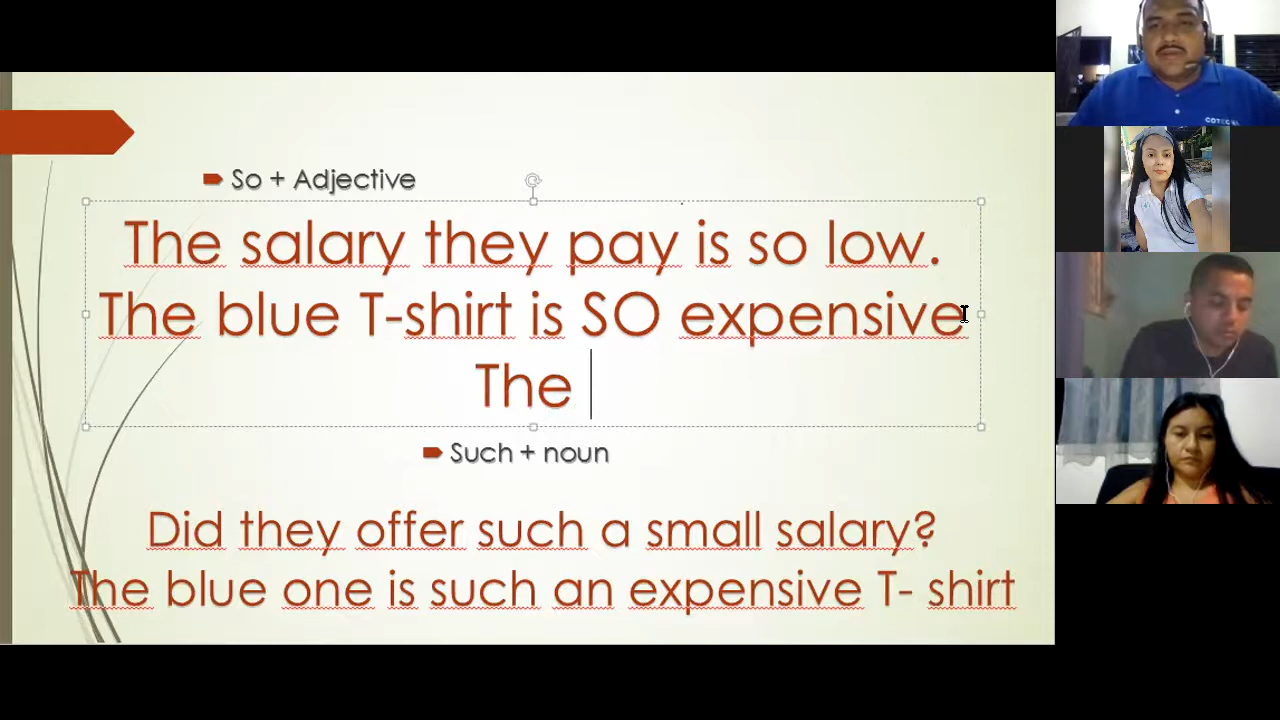 So + Adjective
The salary they pay is so low.
The blue T-shirt is SO expensive
The
Such + noun
Did they offer such a small salary?
The blue one is such an expensive T- shirt